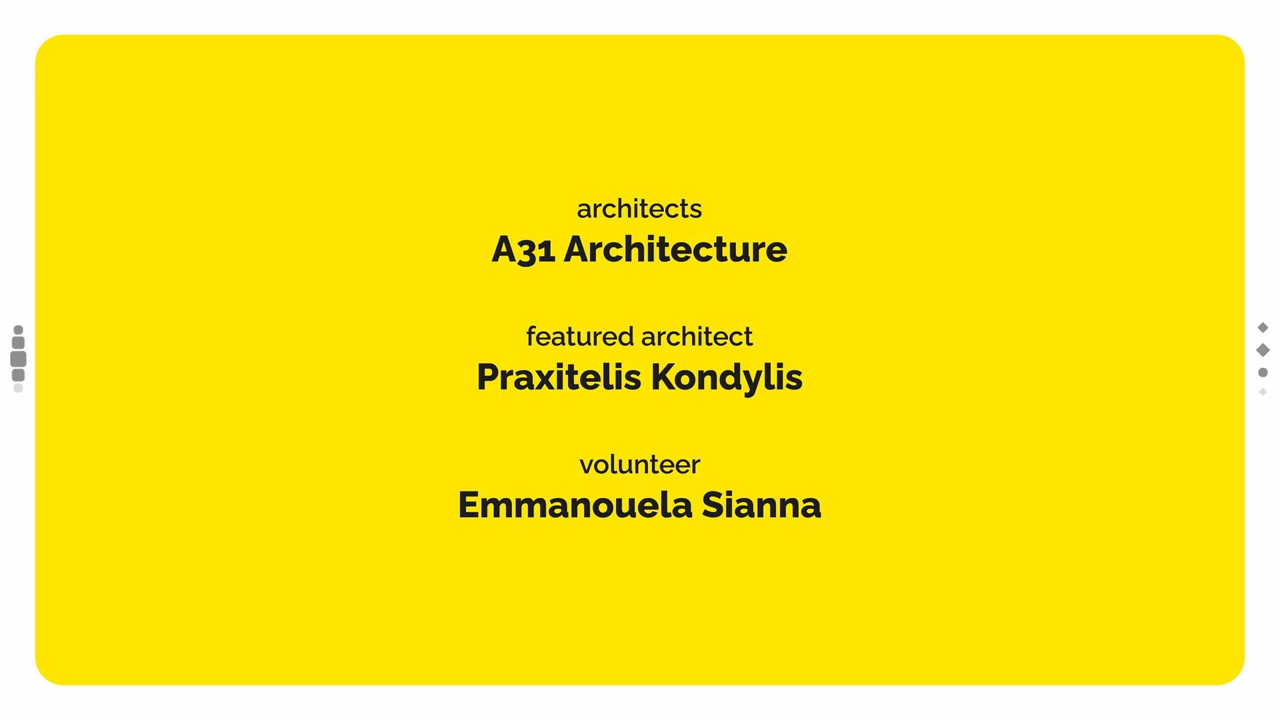 architects
A31 Architecture
featured architect
Praxitelis Kondylis
volunteer
Emmanouela Sianna